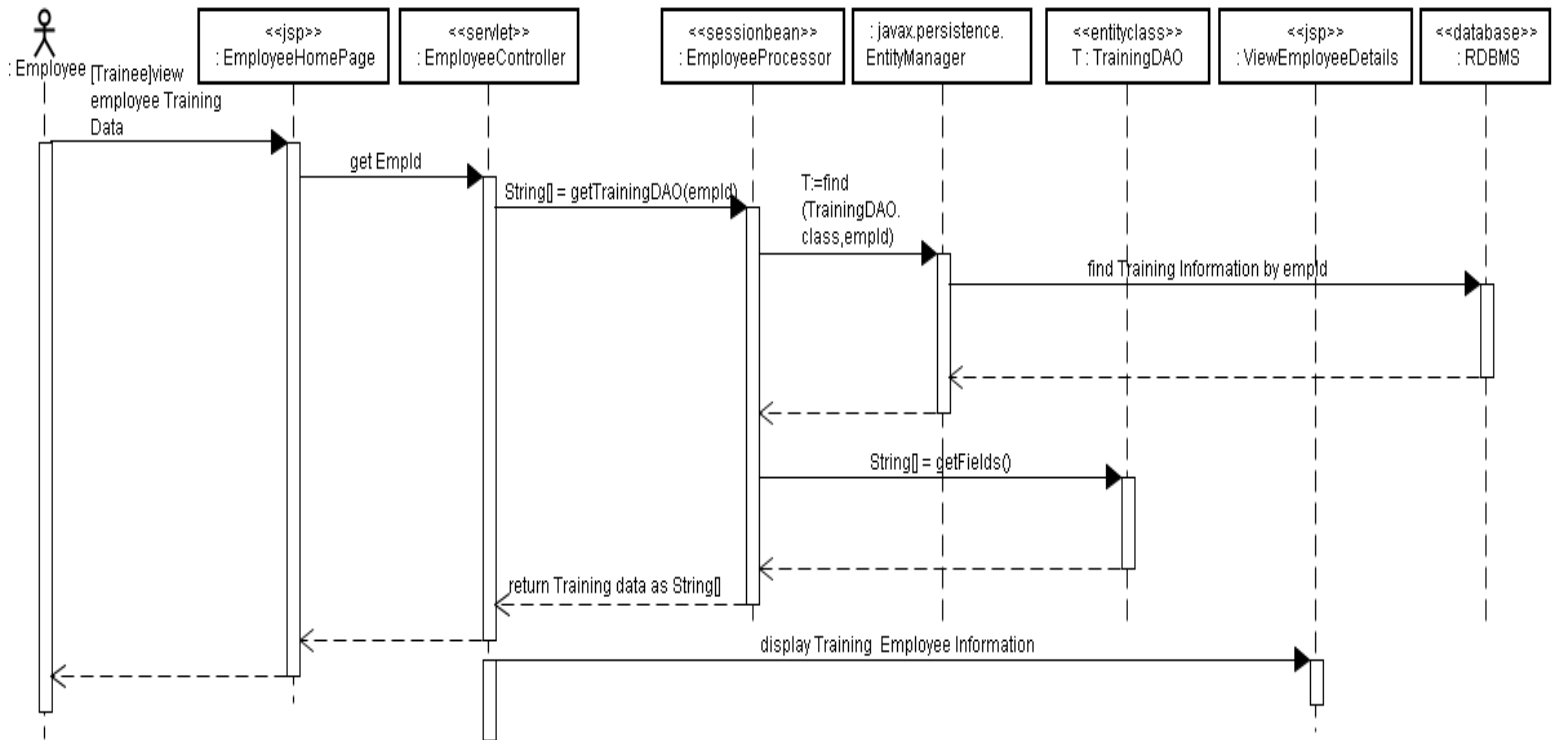 : Employee
<<jsp>>
: EmployeeHomePage
<<servlet>>
: EmployeeController
<<sessionbean>>
: EmployeeProcessor
: javax.persistence.
EntityManager
<<entityclass>>
T : TrainingDAO
<<jsp>>
: ViewEmployeeDetails
<<database>>
: RDBMS
[Trainee]view
employee Training
Data
get EmpId
String[] = getTrainingDAO(empId)
T:=find
(TrainingDAO.
class,empId)
find Training Information by empId
String[] = getFields()
return Training data as String[]
display Training Employee Information